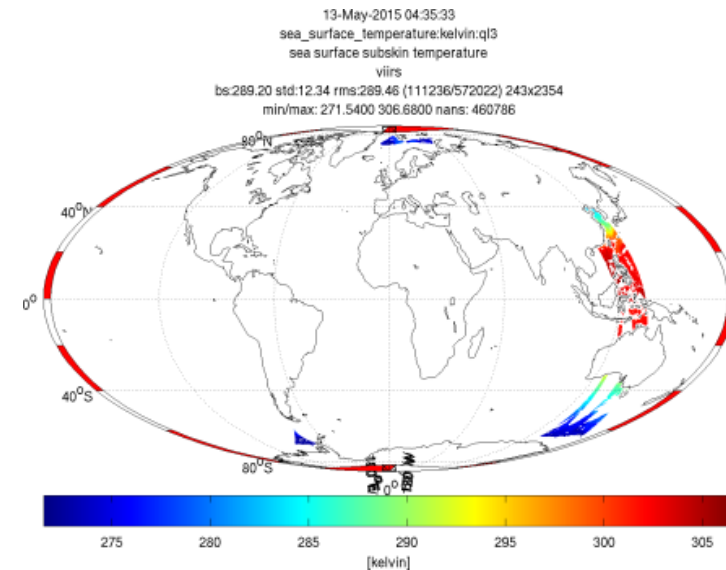 13-May-2015 04:35:33
sea_surface_temperature:kelvin:ql3
sea surface subskin temperature
viirs
bs:289.20 std:12.34 rms:289.46 (111236/572022) 243x2354
min/max: 271.5400 306.6800 nans: 460786
80°N
40°N
0°
40°S
80°S
0°
275 280 285 290 295 300 305
[kelvin]